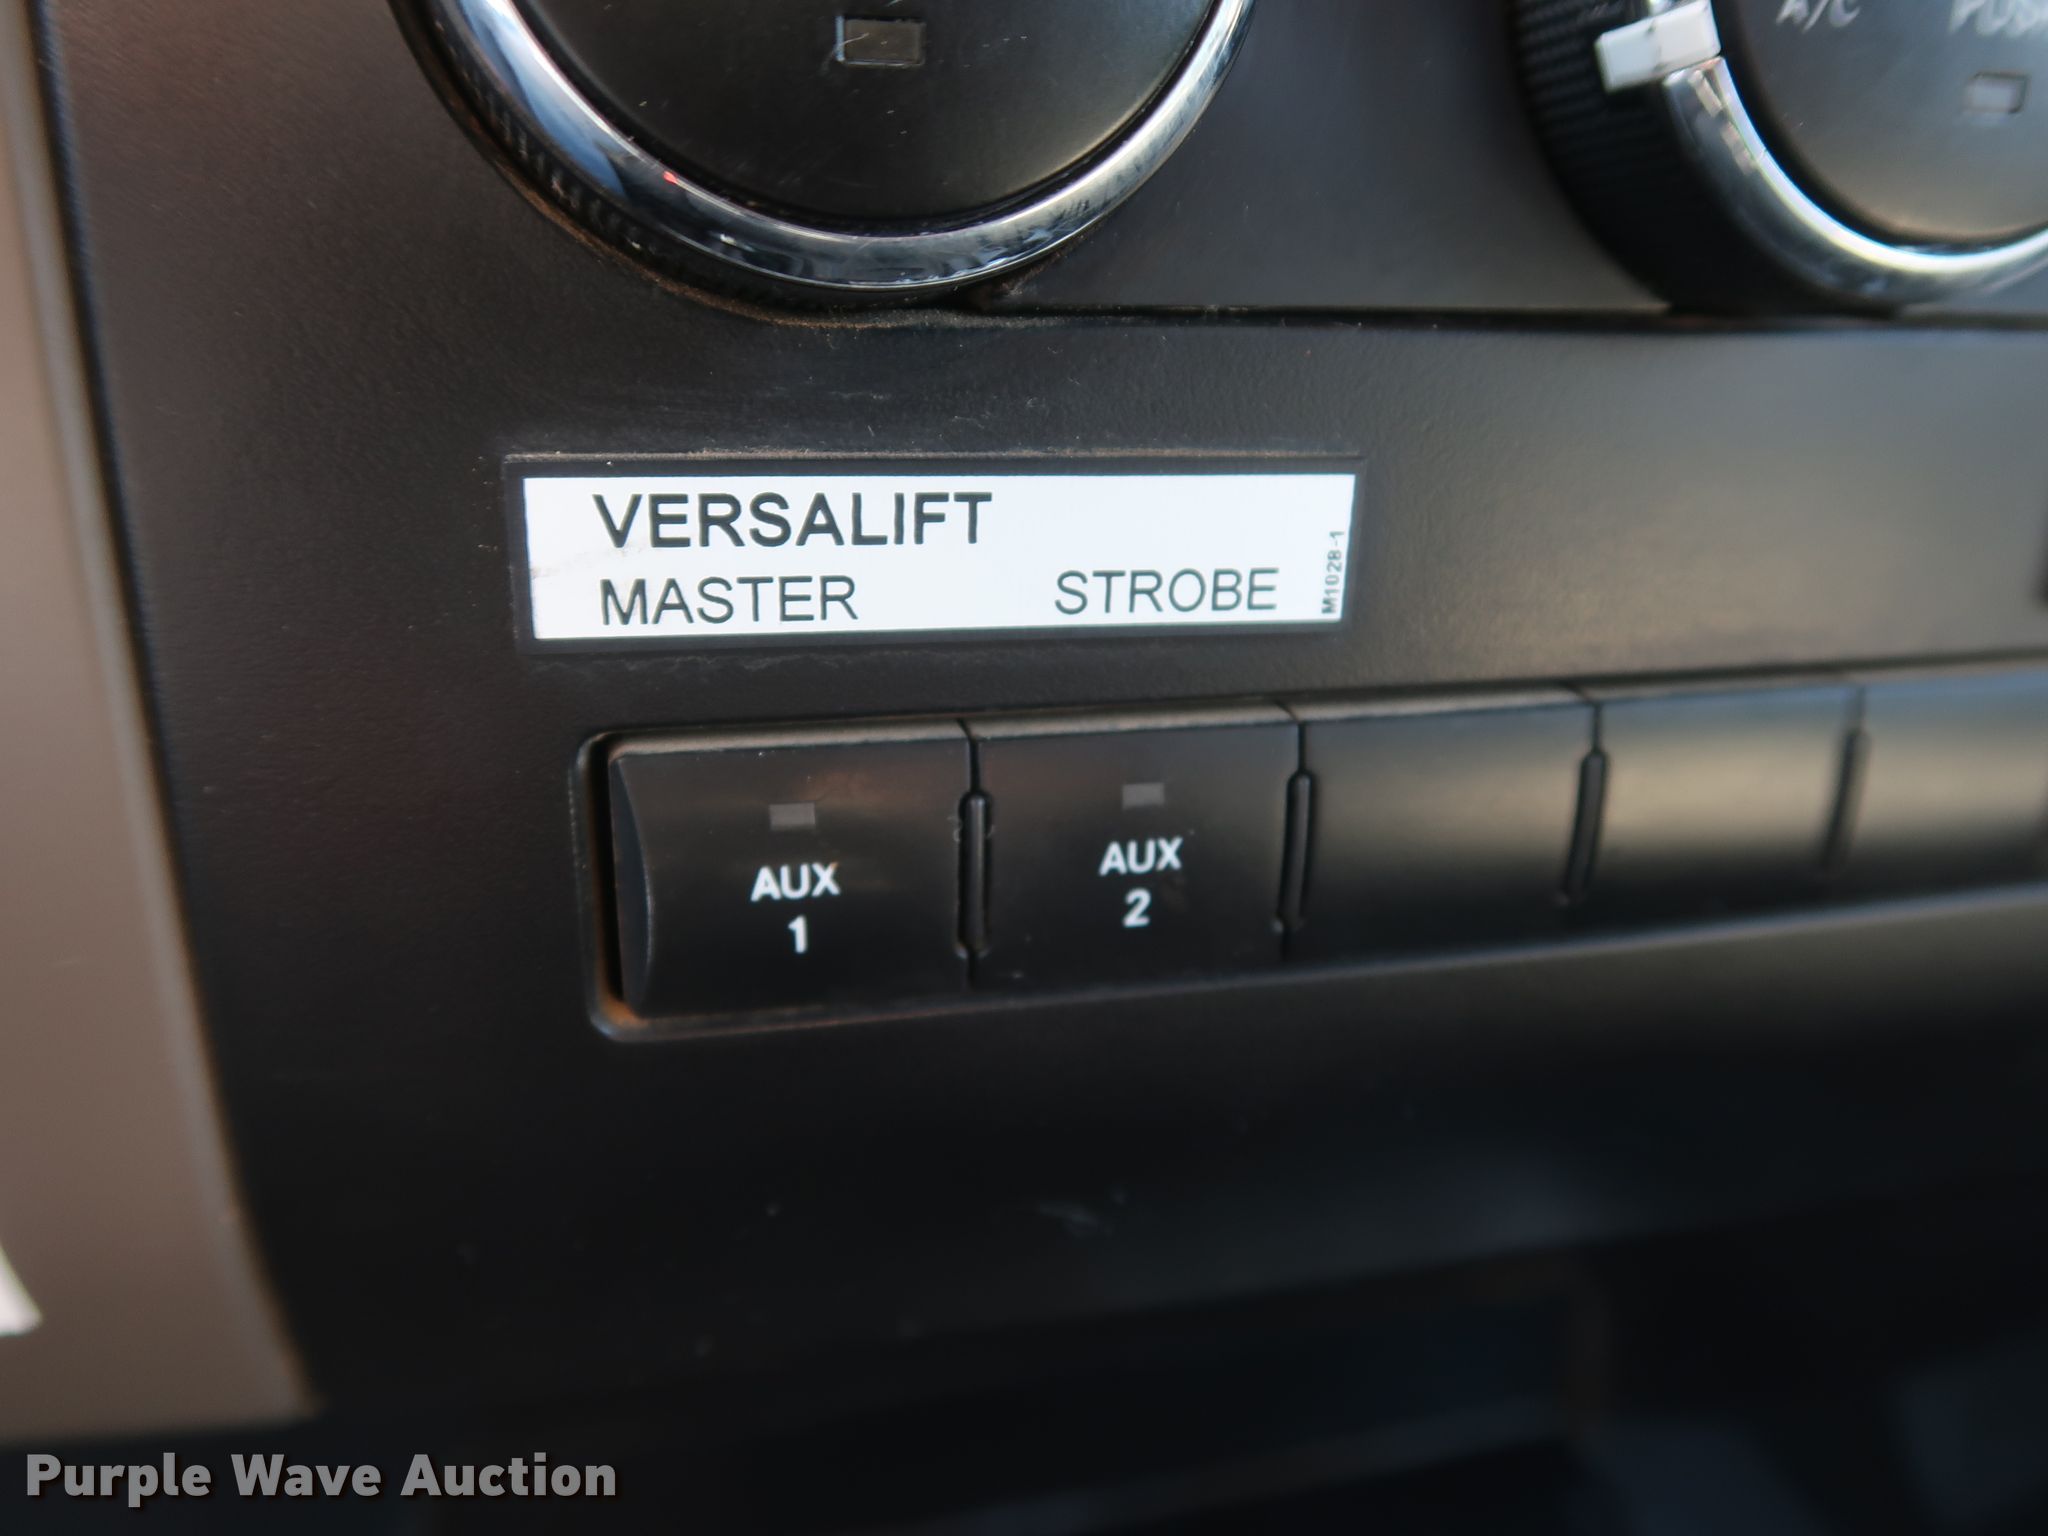 A/C
VERSALIFT
MASTER STROBE
M1028-1
AUX
1
AUX
2
Purple Wave Auction